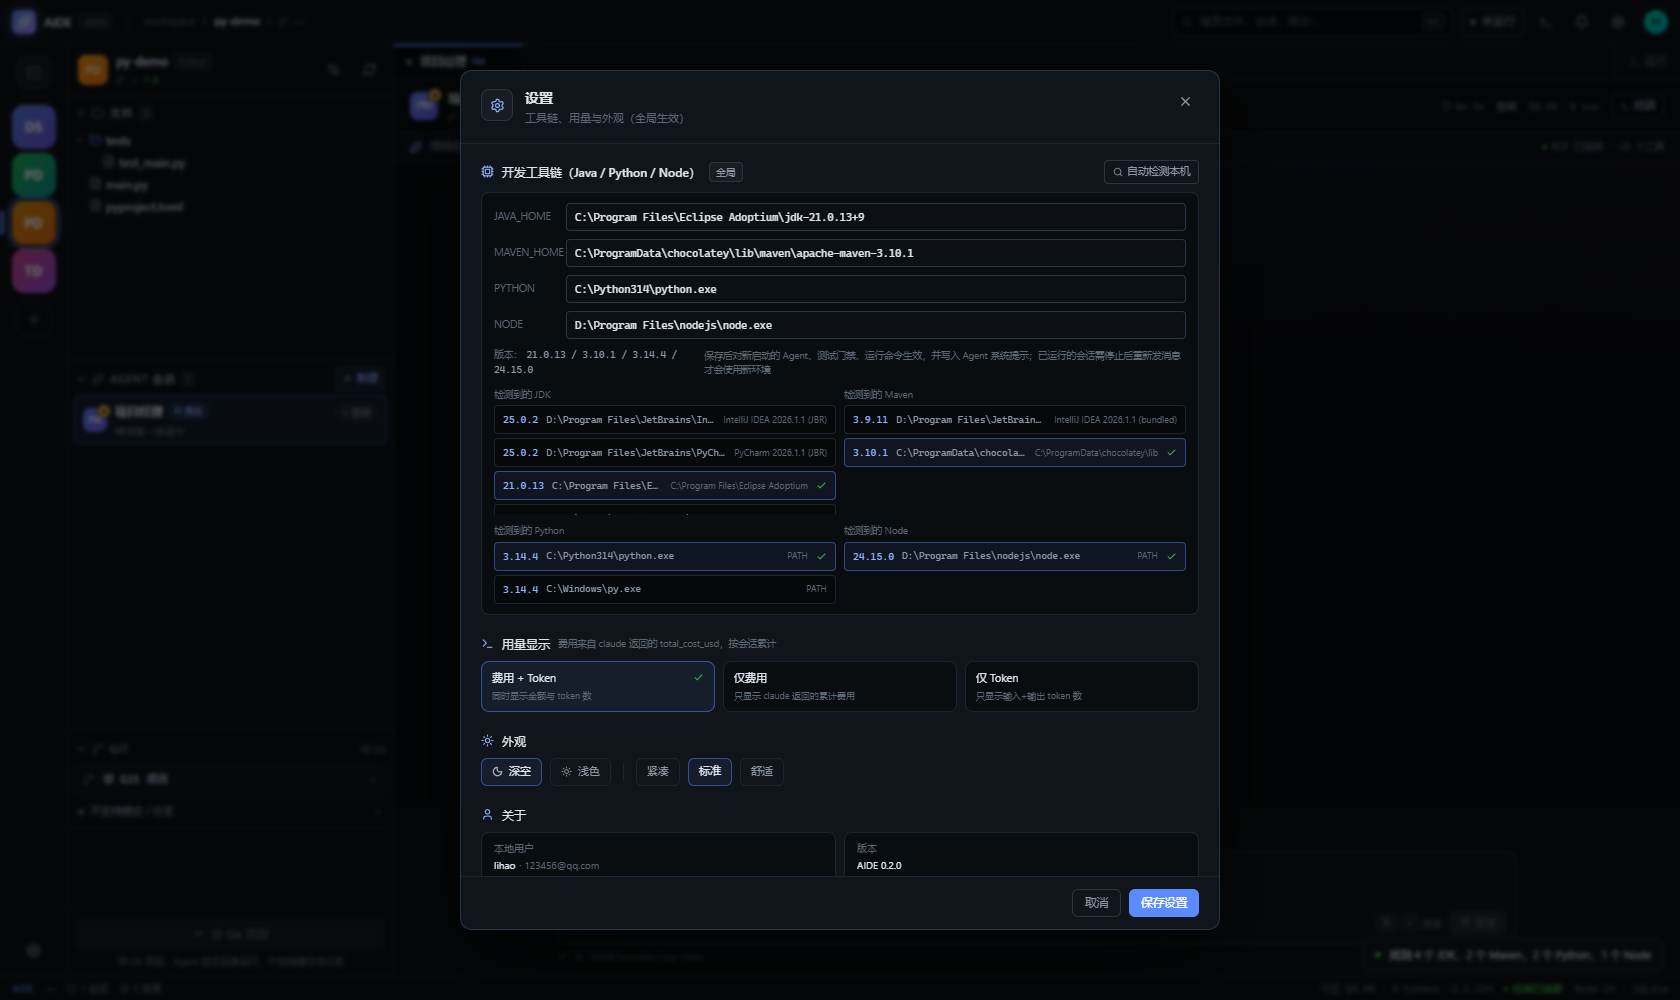 AIDE
py-demo
py-demo
tests
test_main.py
main.py
pyproject.toml
DS
PD
PD
TD
设置
工具链、用量与外观（全局生效）
开发工具链（Java / Python / Node）
全局
自动检测本机
JAVA_HOME
C:\Program Files\Eclipse Adoptium\jdk-21.0.13+9
MAVEN_HOME
C:\ProgramData\chocolatey\lib\maven\apache-maven-3.10.1
PYTHON
C:\Python314\python.exe
NODE
D:\Program Files\nodejs\node.exe
版本： 21.0.13 / 3.10.1 / 3.14.4 /
24.15.0
保存后对新启动的 Agent、测试门禁、运行命令生效，并写入 Agent 系统提示；已运行的会话需停止后重新发消息
才会使用新环境
检测到的 JDK
25.0.2 D:\Program Files\JetBrains\In… IntelliJ IDEA 2026.1.1 (JBR)
25.0.2 D:\Program Files\JetBrains\PyCh… PyCharm 2026.1.1 (JBR)
21.0.13 C:\Program Files\E… C:\Program Files\Eclipse Adoptium
检测到的 Maven
3.9.11 D:\Program Files\JetBrain… IntelliJ IDEA 2026.1.1 (bundled)
3.10.1 C:\ProgramData\chocola… C:\ProgramData\chocolatey\lib
检测到的 Python
3.14.4 C:\Python314\python.exe PATH
3.14.4 C:\Windows\py.exe PATH
检测到的 Node
24.15.0 D:\Program Files\nodejs\node.exe PATH
用量显示 费用来自 claude 返回的 total_cost_usd，按会话累计
费用 + Token
同时显示金额与 token 数
仅费用
只显示 claude 返回的累计费用
仅 Token
只显示输入+输出 token 数
外观
深空
浅色
紧凑
标准
舒适
关于
本地用户
lihao · 123456@qq.com
版本
AIDE 0.2.0
取消
保存设置